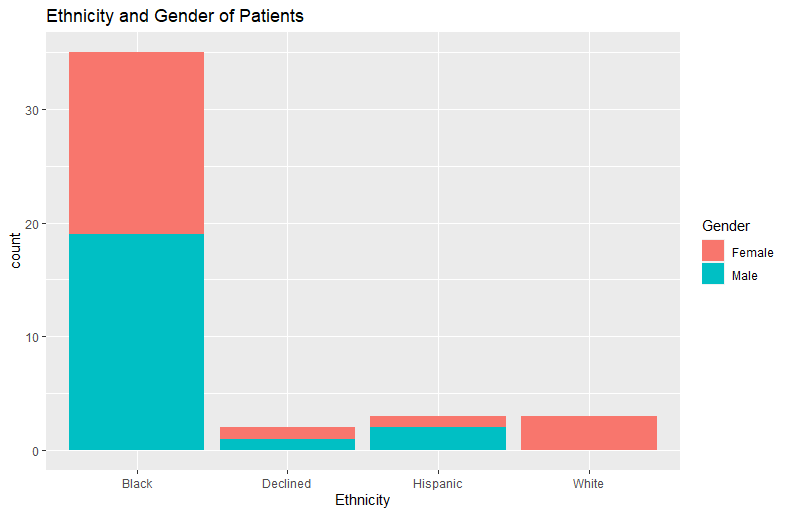 Ethnicity and Gender of Patients
count
30
20
10
0
Black
Declined
Hispanic
White
Ethnicity
Gender
Female
Male